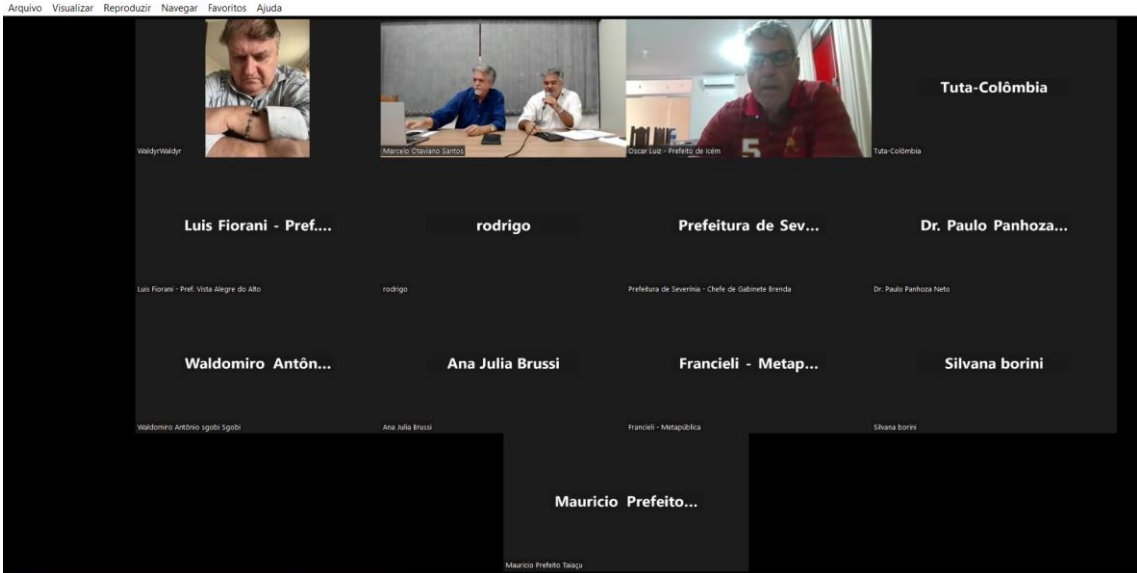 Arquivo Visualizar Reproduzir Navegar Favoritos Ajuda
WaldyrWaldyr
Marcelo Otaviano Santos
5
Oscar Luiz - Prefeito de Icém
Tuta-Colômbia
Tuta-Colômbia
Luis Fiorani - Pref....
Luis Fiorani - Pref. Vista Alegre do Alto
rodrigo
rodrigo
Prefeitura de Sev...
Prefeitura de Severínia - Chefe de Gabinete Brenda
Dr. Paulo Panhoza...
Dr. Paulo Panhoza Neto
Waldomiro Antôn...
Waldomiro Antônio sgobi Sgobi
Ana Julia Brussi
Ana Julia Brussi
Francieli - Metap...
Francieli - Metapública
Silvana borini
Silvana borini
Mauricio Prefeito...
Mauricio Prefeito Taiaçu